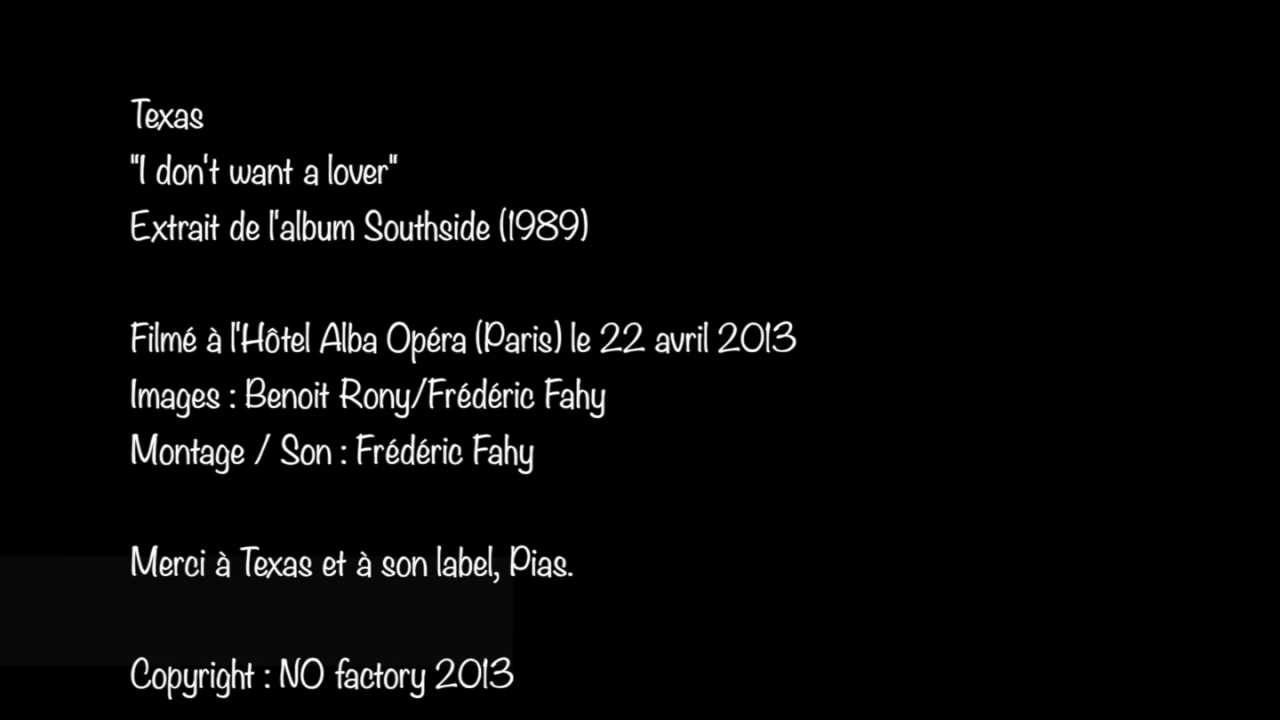 Texas
"I don't want a lover"
Extrait de l'album Southside (1989)
Filmé à l'Hôtel Alba Opéra (Paris) le 22 avril 2013
Images : Benoit Rony/Frédéric Fahy
Montage / Son : Frédéric Fahy
Merci à Texas et à son label, Pias.
Copyright : NO factory 2013